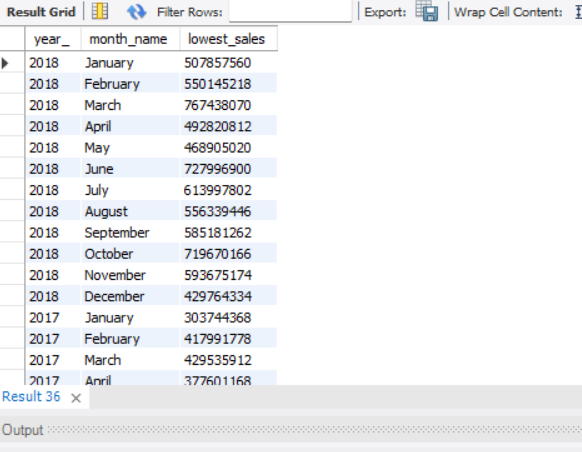 Result Grid Filter Rows: Export: Wrap Cell Content:
year_ month_name lowest_sales
2018 January 507857560
2018 February 550145218
2018 March 767438070
2018 April 492820812
2018 May 468905020
2018 June 727996900
2018 July 613997802
2018 August 556339446
2018 September 585181262
2018 October 719670166
2018 November 593675174
2018 December 429764334
2017 January 303744368
2017 February 417991778
2017 March 429535912
2017 April 377601168
Result 36
Output